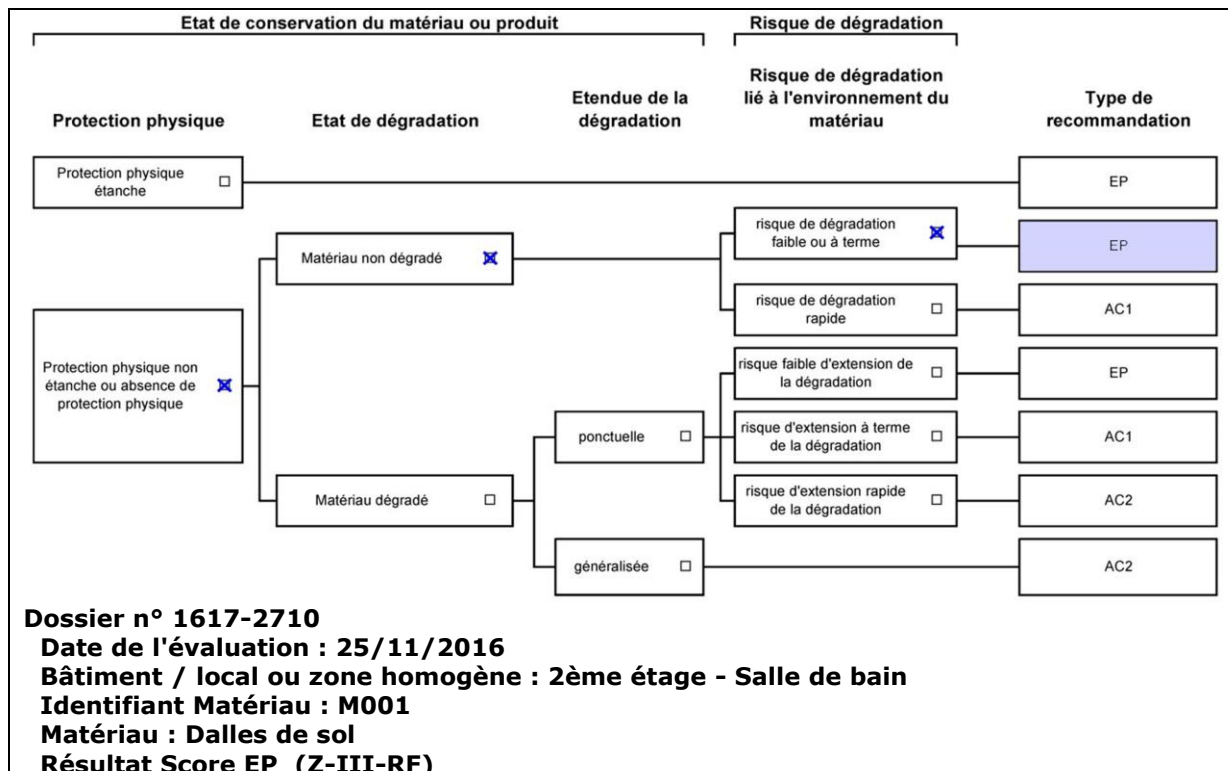 Etat de conservation du matériau ou produit
Risque de dégradation
Protection physique
Etat de dégradation
Etendue de la
dégradation
Risque de dégradation
lié à l'environnement du
matériau
Type de
recommandation
Protection physique
étanche
EP
risque de dégradation
faible ou à terme
EP
Matériau non dégradé
risque de dégradation
rapide
AC1
Protection physique non
étanche ou absence de
protection physique
risque faible d'extension de
la dégradation
EP
ponctuelle
risque d'extension à terme
de la dégradation
AC1
Matériau dégradé
risque d'extension rapide
de la dégradation
AC2
généralisée
AC2
Dossier n° 1617-2710
Date de l'évaluation : 25/11/2016
Bâtiment / local ou zone homogène : 2ème étage - Salle de bain
Identifiant Matériau : M001
Matériau : Dalles de sol
Résultat Score EP (Z-III-RF)